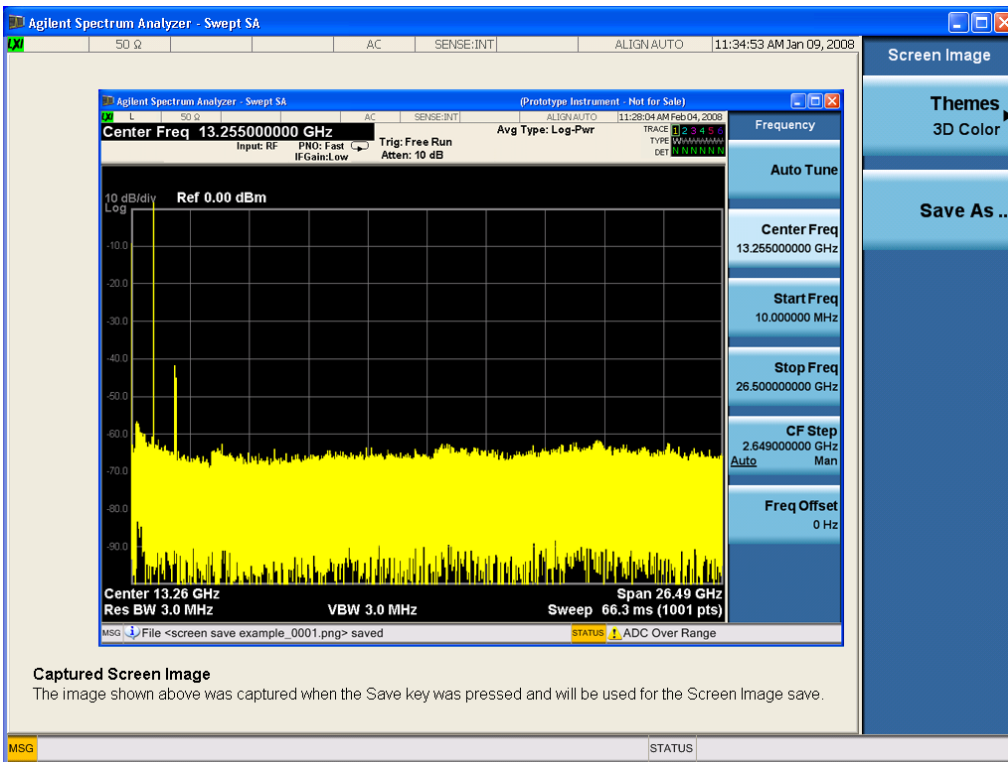 Agilent Spectrum Analyzer - Swept SA
LXI 50 Ω AC SENSE:INT ALIGN AUTO 11:34:53 AM Jan 09, 2008
Screen Image
Themes
3D Color
Save As ..
Agilent Spectrum Analyzer - Swept SA (Prototype Instrument - Not for Sale)
LXI L 50 Ω AC SENSE:INT ALIGN AUTO 11:28:04 AM Feb 04, 2008
Center Freq 13.255000000 GHz
Input: RF PNO: Fast
IFGain:Low
Trig: Free Run
Atten: 10 dB
Avg Type: Log-Pwr
TRACE 1 2 3 4 5 6
TYPE W
DET N N N N N N
10 dB/div Ref 0.00 dBm
Log
-10.0
-20.0
-30.0
-40.0
-50.0
-60.0
-70.0
-80.0
-90.0
Center 13.26 GHz Span 26.49 GHz
Res BW 3.0 MHz VBW 3.0 MHz Sweep 66.3 ms (1001 pts)
Frequency
Auto Tune
Center Freq
13.255000000 GHz
Start Freq
10.000000 MHz
Stop Freq
26.500000000 GHz
CF Step
2.649000000 GHz
Auto Man
Freq Offset
0 Hz
MSG File <screen save example_0001.png> saved STATUS ADC Over Range
Captured Screen Image
The image shown above was captured when the Save key was pressed and will be used for the Screen Image save.
MSG STATUS